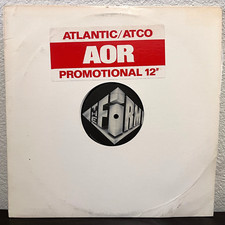 ATLANTIC/ATCO
AOR
PROMOTIONAL 12"
THE
FIRM